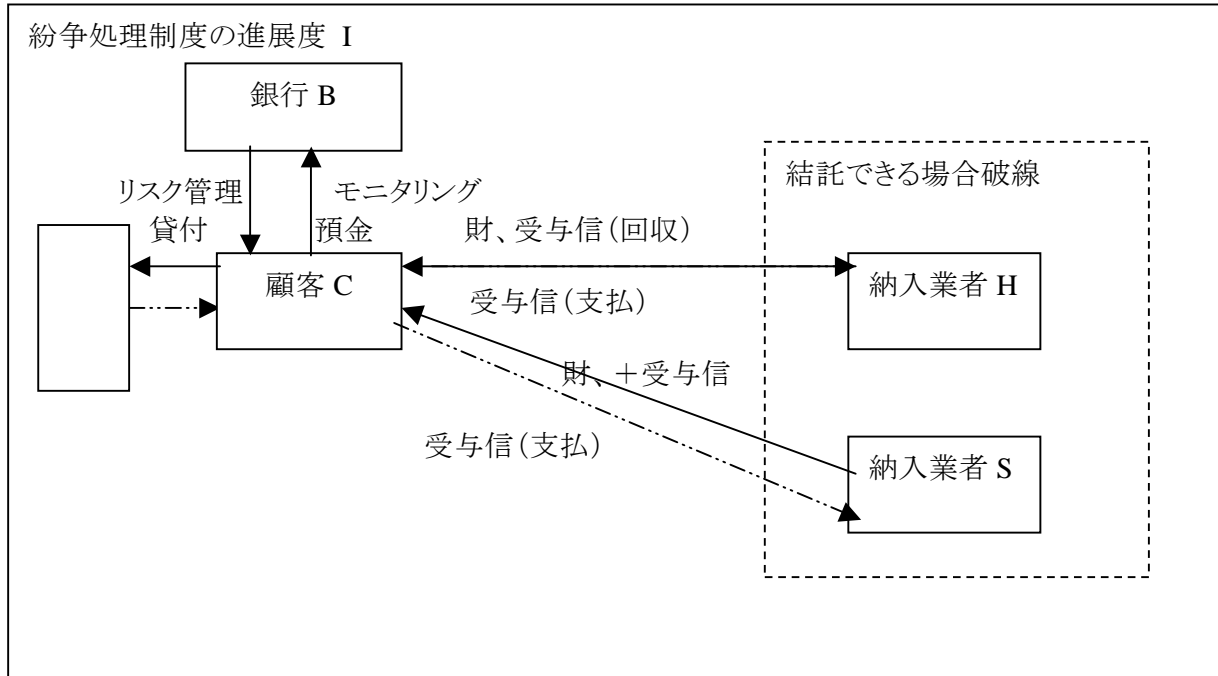 紛争処理制度の進展度 I
銀行 B
結託できる場合破線
リスク管理
モニタリング
貸付
預金
財、受与信(回収)
顧客 C
納入業者 H
受与信(支払)
財、＋受与信
受与信(支払)
納入業者 S